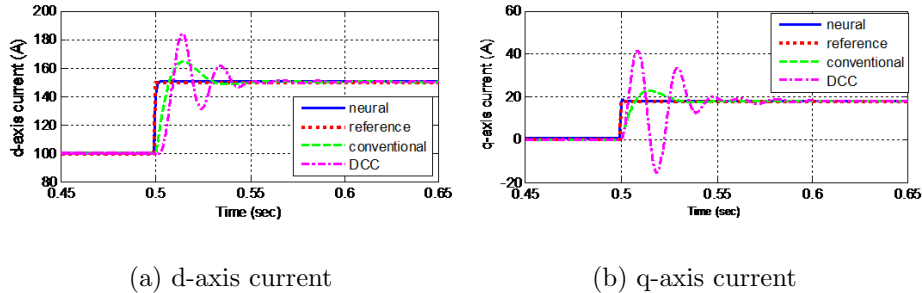 200
180
160
140
120
100
80
d-axis current (A)
neural
reference
conventional
DCC
0.45
0.5
0.55
0.6
0.65
Time (sec)
(a) d-axis current
60
40
20
0
-20
q-axis current (A)
neural
reference
conventional
DCC
0.45
0.5
0.55
0.6
0.65
Time (sec)
(b) q-axis current